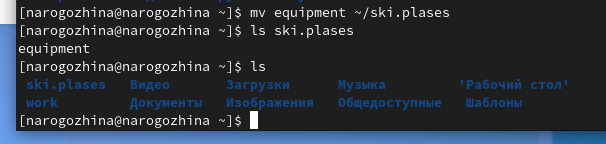 [narogozhina@narogozhina ~]$ mv equipment ~/ski.plases
[narogozhina@narogozhina ~]$ ls ski.plases
equipment
[narogozhina@narogozhina ~]$ ls
ski.plases Видео Загрузки Музыка 'Рабочий стол'
work Документы Изображения Общедоступные Шаблоны
[narogozhina@narogozhina ~]$